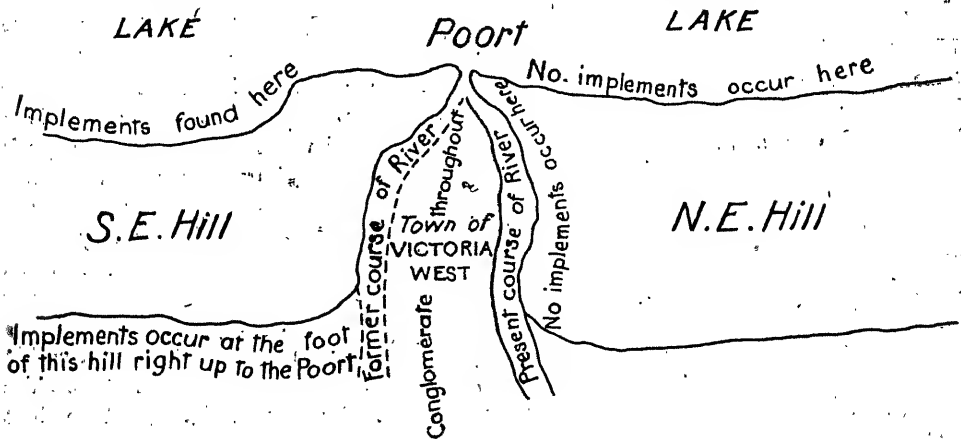 LAKE
Poort
LAKE
Implements found here
No. implements occur here
Former course of River
Conglomerate throughout
Present course of River
No implements occur here
S.E. Hill
Town of
VICTORIA
WEST
N.E. Hill
Implements occur at the foot
of this hill right up to the Poort